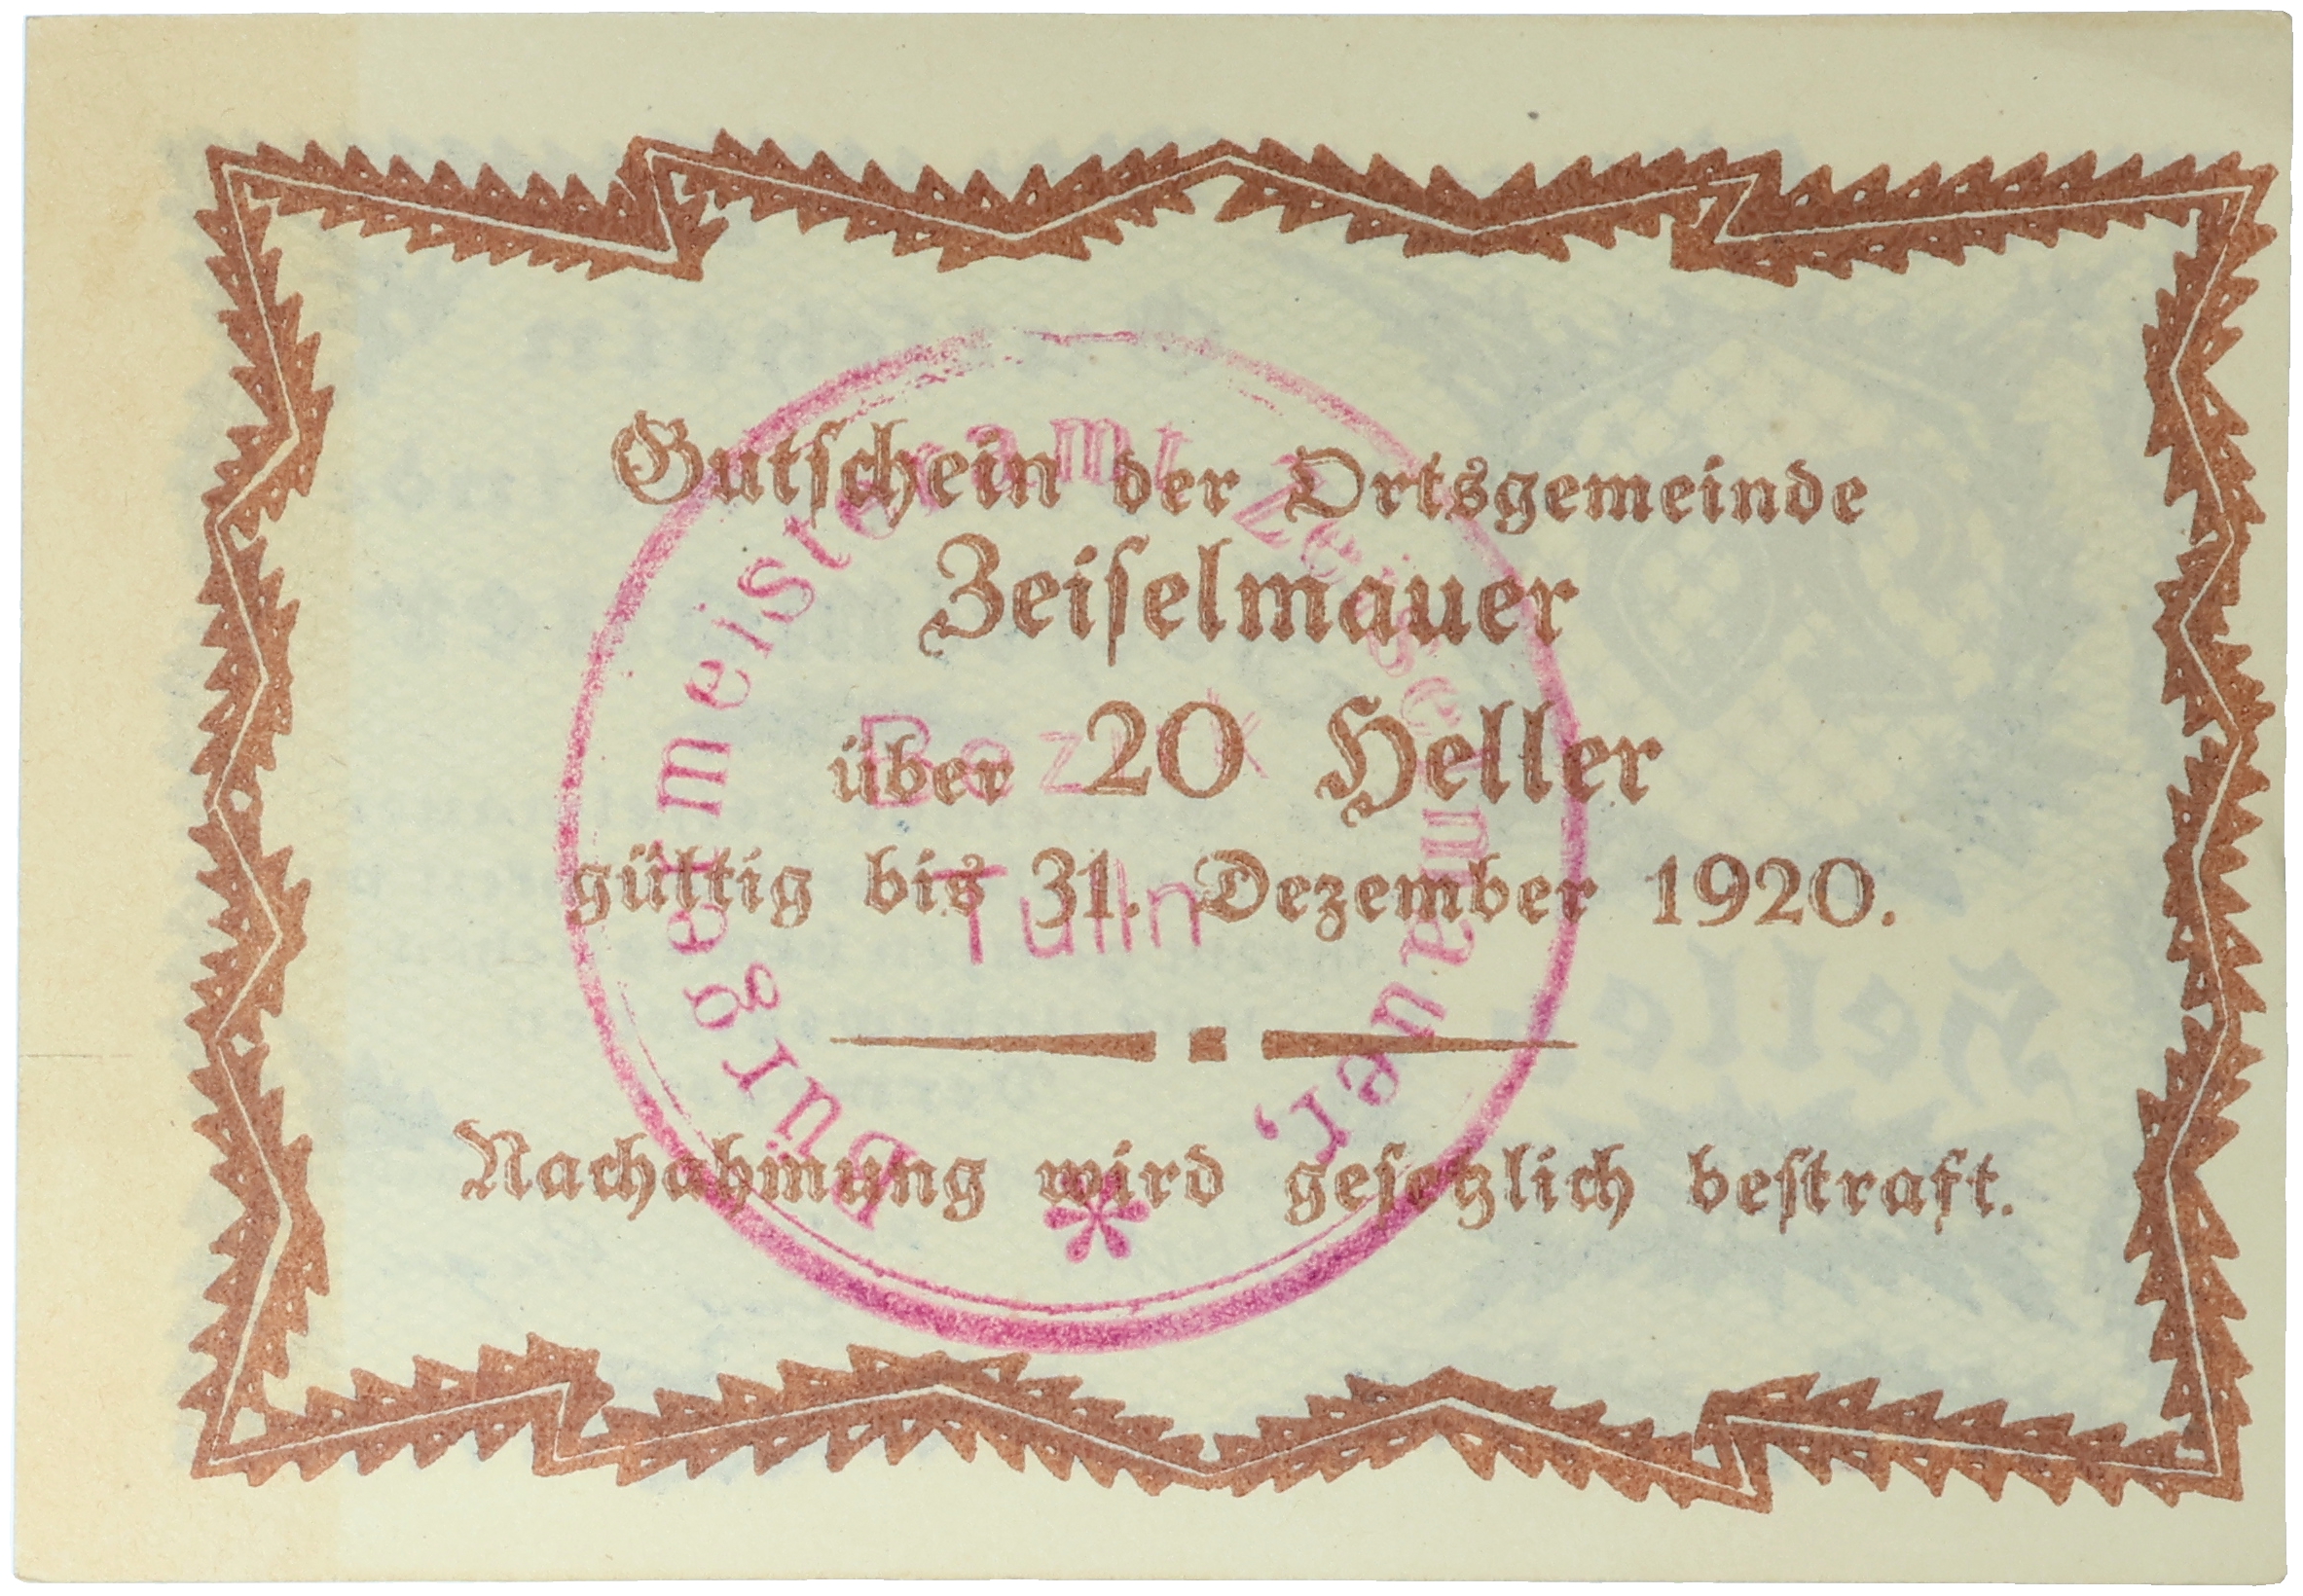 Gutschein der Ortsgemeinde
Zeiselmauer
über 20 Heller
gültig bis 31. Dezember 1920.
Nachahmung wird gesetzlich bestraft.
Bürgermeisteramt Zeiselmauer,
Bezirk
Tulln